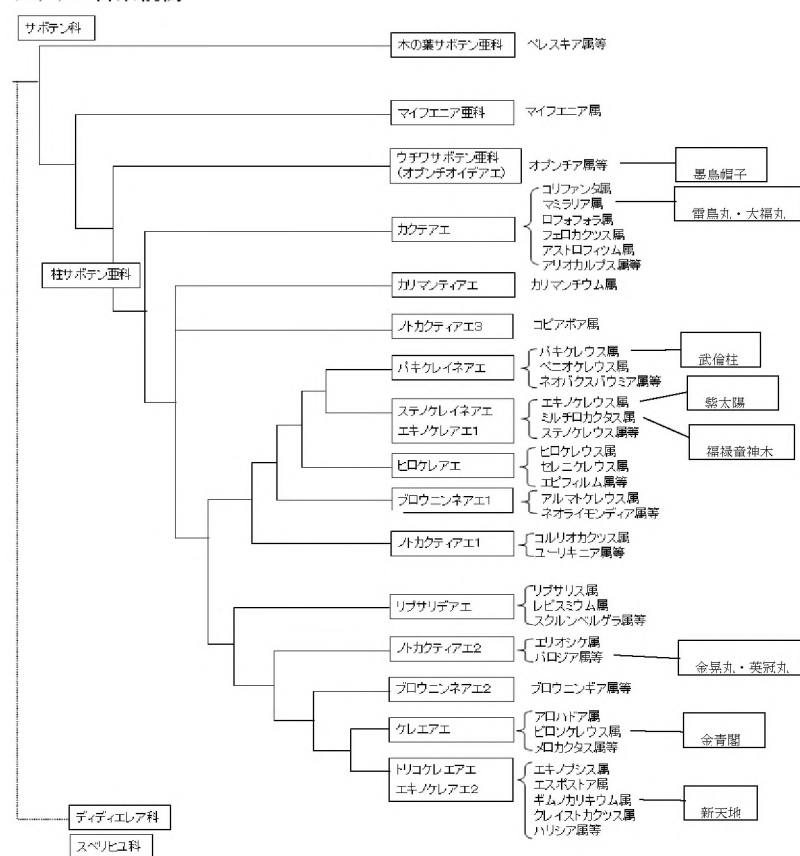 サボテン科
木の葉サボテン亜科 ペレスキア属等
マイフエニア亜科 マイフエニア属
ウチワサボテン亜科 オプンチア属等
(オプンチオイデアエ)
墨烏帽子
カクテアエ
コリファンタ属
マミラリア属
ロフォフォラ属
フェロカクツス属
アストロフィツム属
アリオカルプス属等
雷鳥丸・大福丸
柱サボテン亜科
カリマンティアエ カリマンチウム属
ノトカクティアエ3 コピアポア属
パキケレイネアエ
パキケレウス属
ペニオケレウス属
ネオバクスバウミア属等
武倫柱
ステノケレイネアエ
エキノケレアエ1
エキノケレウス属
ミルチロカクタス属
ステノケレウス属等
紫太陽
福禄竜神木
ヒロケレアエ
ヒロケレウス属
セレニケレウス属
エピフィルム属等
ブロウニンネアエ1
アルマトケレウス属
ネオライモンディア属等
ノトカクティアエ1
コルリオカクツス属
ユーリキニア属等
リプサリデアエ
リプサリス属
レピスミウム属
スクルンベルゲラ属等
ノトカクティアエ2
エリオシケ属
パロジア属等
金晃丸・英冠丸
ブロウニンネアエ2 ブロウニンギア属等
ケレエアエ
アロハドア属
ピロソケレウス属
メロカクタス属等
金青閣
トリコケレエアエ
エキノケレアエ2
エキノプシス属
エスポストア属
ギムノカリキウム属
クレイストカクツス属
ハリシア属等
新天地
ディディエレア科
スベリヒユ科